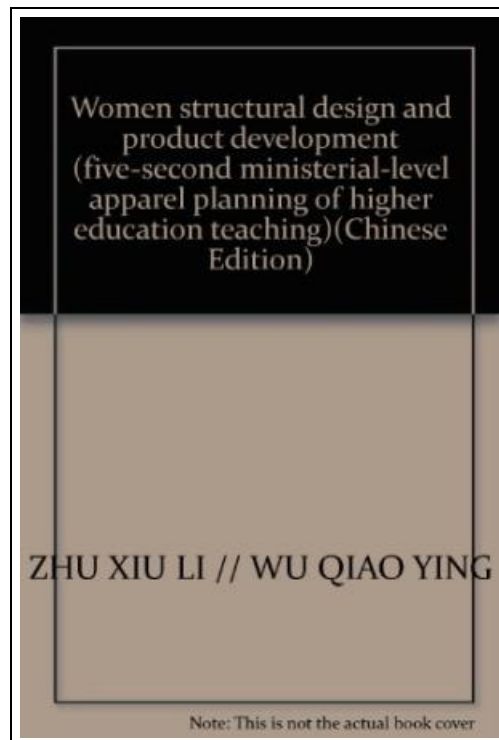 Women structural design and
product development
(five-second ministerial-level
apparel planning of higher
education teaching)(Chinese
Edition)
ZHU XIU LI // WU QIAO YING
Note: This is not the actual book cover